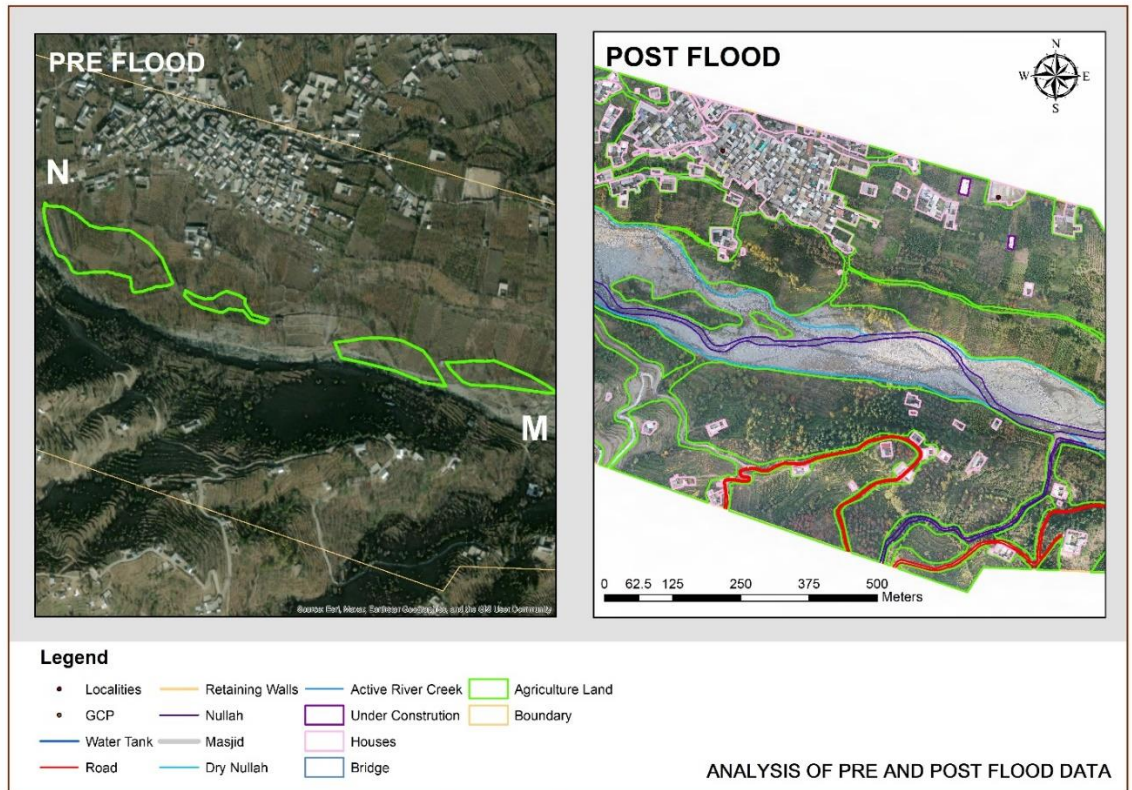 PRE FLOOD
N
M
Source: Esri, Maxar, Earthstar Geographics, and the GIS User Community
POST FLOOD
N
W E
S
0 62.5 125 250 375 500
Meters
Legend
Localities
GCP
Water Tank
Road
Retaining Walls
Nullah
Masjid
Dry Nullah
Active River Creek
Under Constrution
Houses
Bridge
Agriculture Land
Boundary
ANALYSIS OF PRE AND POST FLOOD DATA